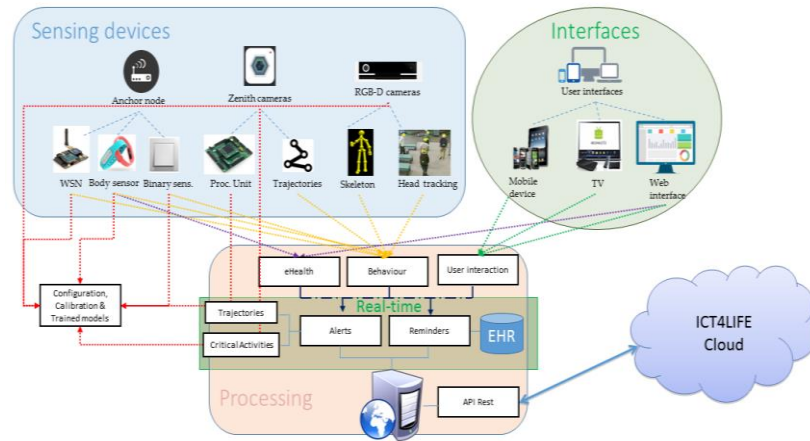 Sensing devices
Interfaces
Anchor node
Zenith cameras
RGB-D cameras
User interfaces
WSN
Body sensor
Binary sens.
Proc. Unit
Trajectories
Skeleton
Head tracking
Mobile
device
TV
Web
interface
eHealth
Behaviour
User interaction
Configuration,
Calibration &
Trained models
Real-time
Trajectories
Critical Activities
Alerts
Reminders
EHR
ICT4LIFE
Cloud
Processing
API Rest